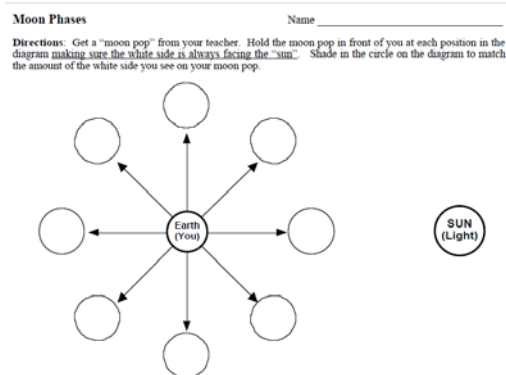 Moon Phases Name
Directions: Get a "moon pop" from your teacher. Hold the moon pop in front of you at each position in the
diagram making sure the white side is always facing the "sun". Shade in the circle on the diagram to match
the amount of the white side you see on your moon pop.
Earth
(You)
SUN
(Light)